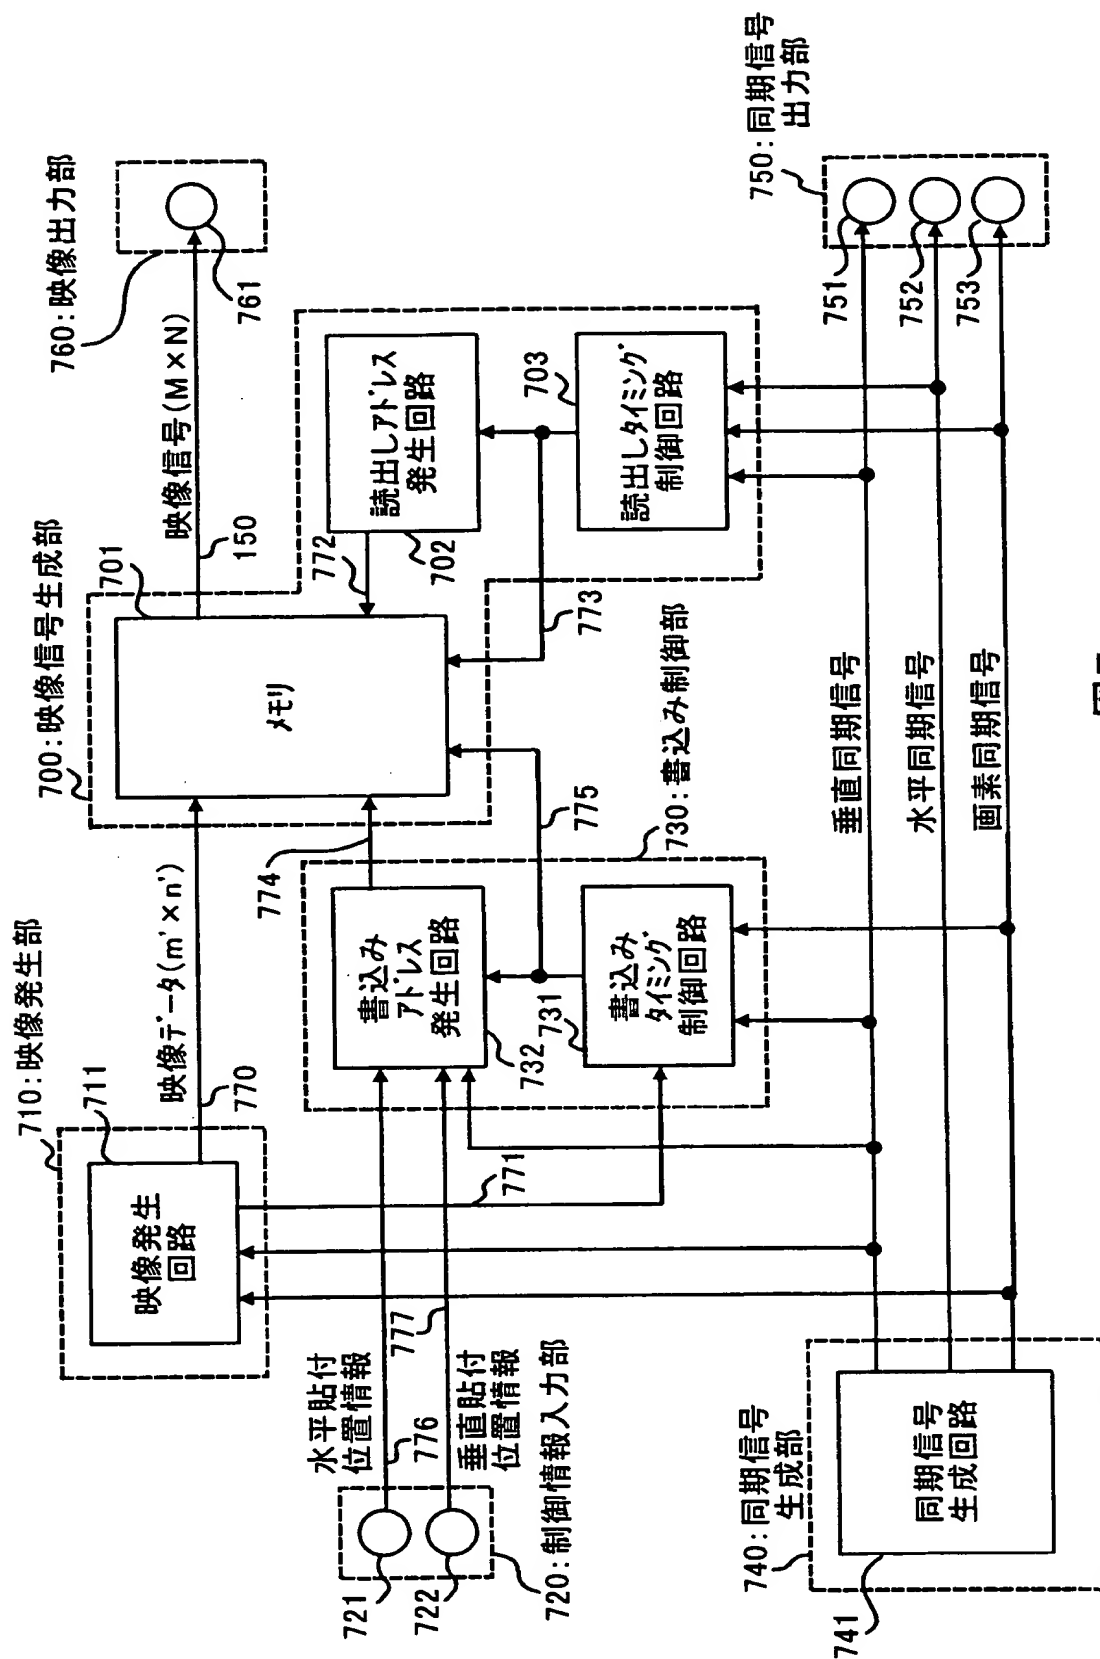 710:映像発生部
711
映像発生
回路
映像データ(m'×n')
770
700:映像信号生成部
701
メモリ
映像信号(M×N)
150
760:映像出力部
761
水平貼付
位置情報
776
777
垂直貼付
位置情報
721
722
720:制御情報入力部
771
774
書込み
アドレス
発生回路
732
731
書込み
タイミング
制御回路
730:書込み制御部
775
772
読出しアドレス
発生回路
702
773
703
読出しタイミング
制御回路
740:同期信号
生成部
741
同期信号
生成回路
垂直同期信号
水平同期信号
画素同期信号
750:同期信号
出力部
751
752
753